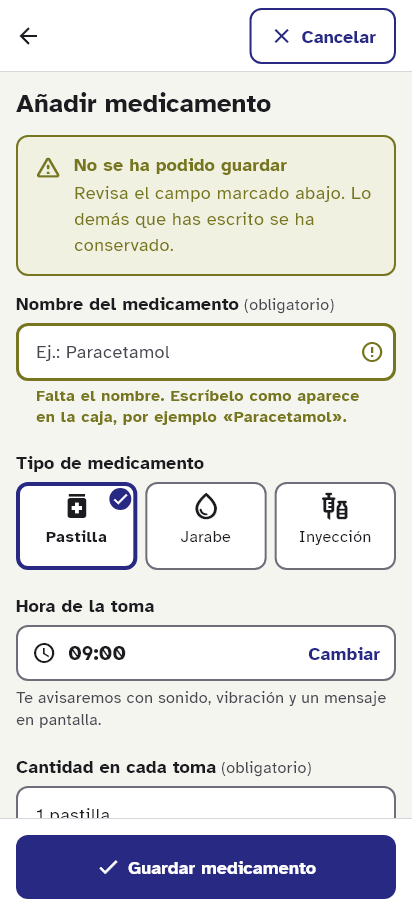 Cancelar
Añadir medicamento
No se ha podido guardar
Revisa el campo marcado abajo. Lo
demás que has escrito se ha
conservado.
Nombre del medicamento (obligatorio)
Ej.: Paracetamol
Falta el nombre. Escríbelo como aparece
en la caja, por ejemplo «Paracetamol».
Tipo de medicamento
Pastilla
Jarabe
Inyección
Hora de la toma
09:00
Cambiar
Te avisaremos con sonido, vibración y un mensaje
en pantalla.
Cantidad en cada toma (obligatorio)
1 pastilla
Guardar medicamento